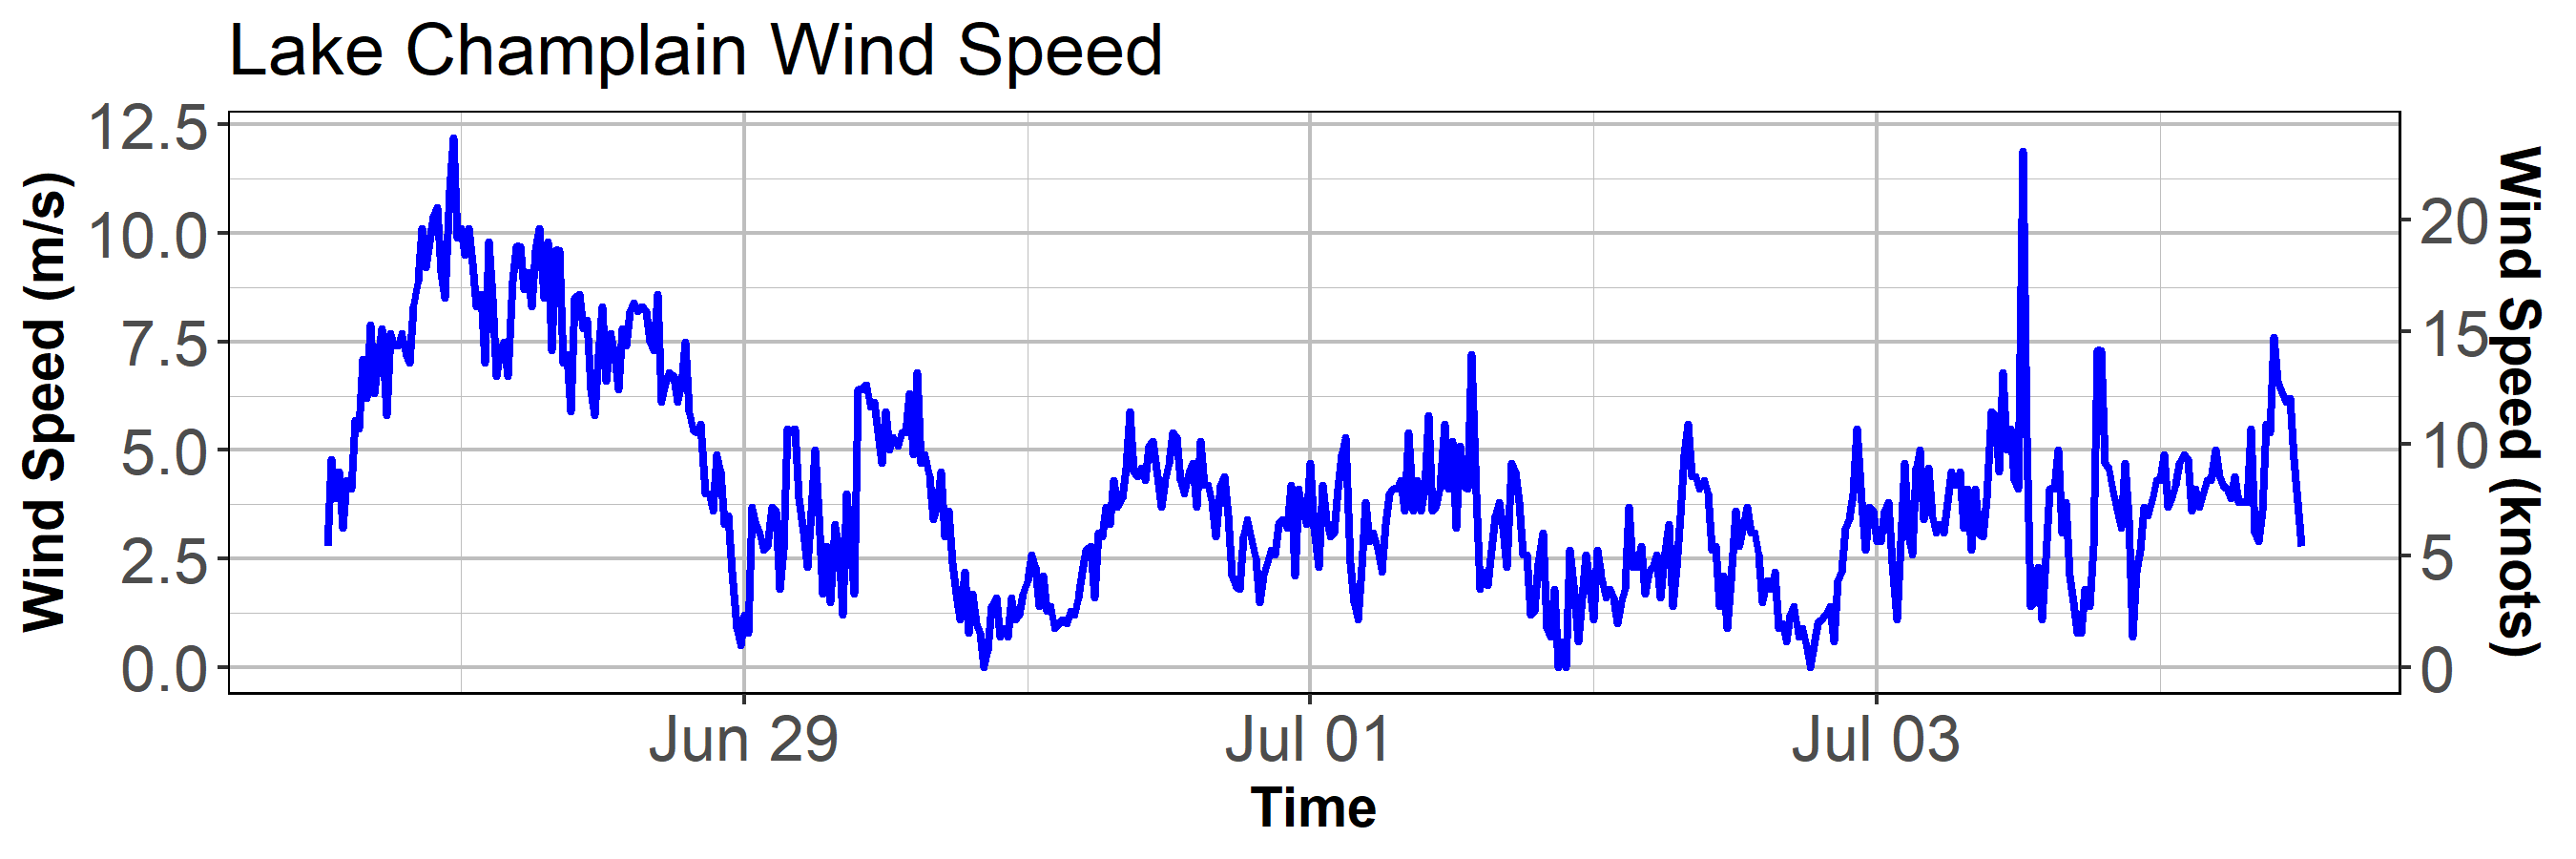 Lake Champlain Wind Speed
Wind Speed (m/s)
12.5
10.0
7.5
5.0
2.5
0.0
20
15
10
5
0
Wind Speed (knots)
Jun 29
Jul 01
Jul 03
Time